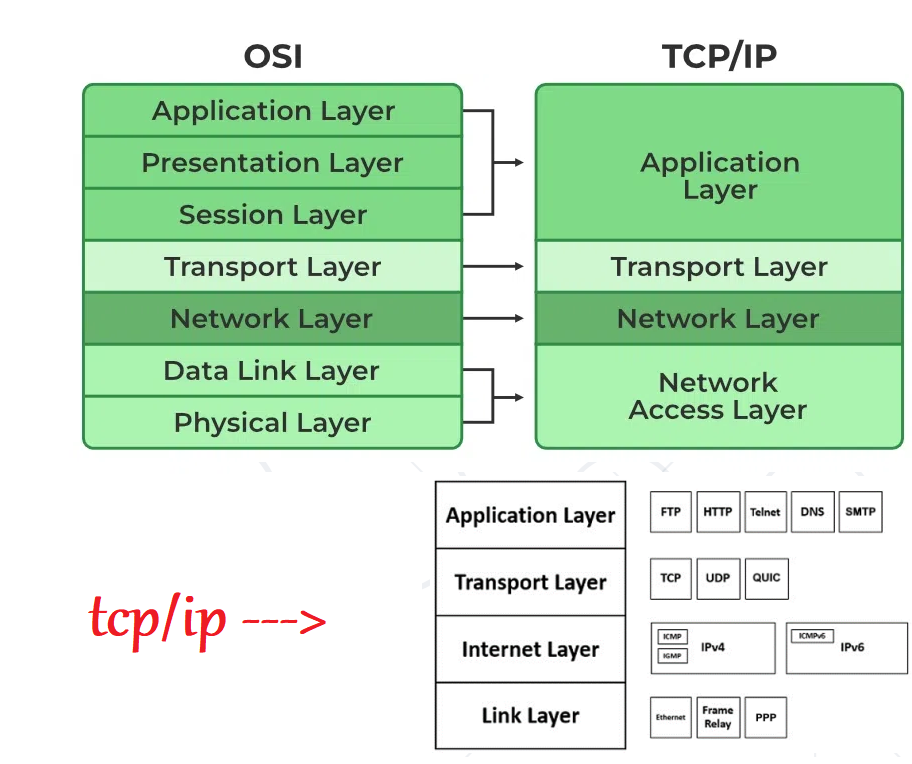 OSI
TCP/IP
Application Layer
Presentation Layer
Session Layer
Transport Layer
Network Layer
Data Link Layer
Physical Layer
Application
Layer
Transport Layer
Network Layer
Network
Access Layer
tcp/ip --->
Application Layer
FTP HTTP Telnet DNS SMTP
Transport Layer
TCP UDP QUIC
Internet Layer
ICMP
IGMP
IPv4
ICMPv6
IPv6
Link Layer
Ethernet
Frame
Relay
PPP